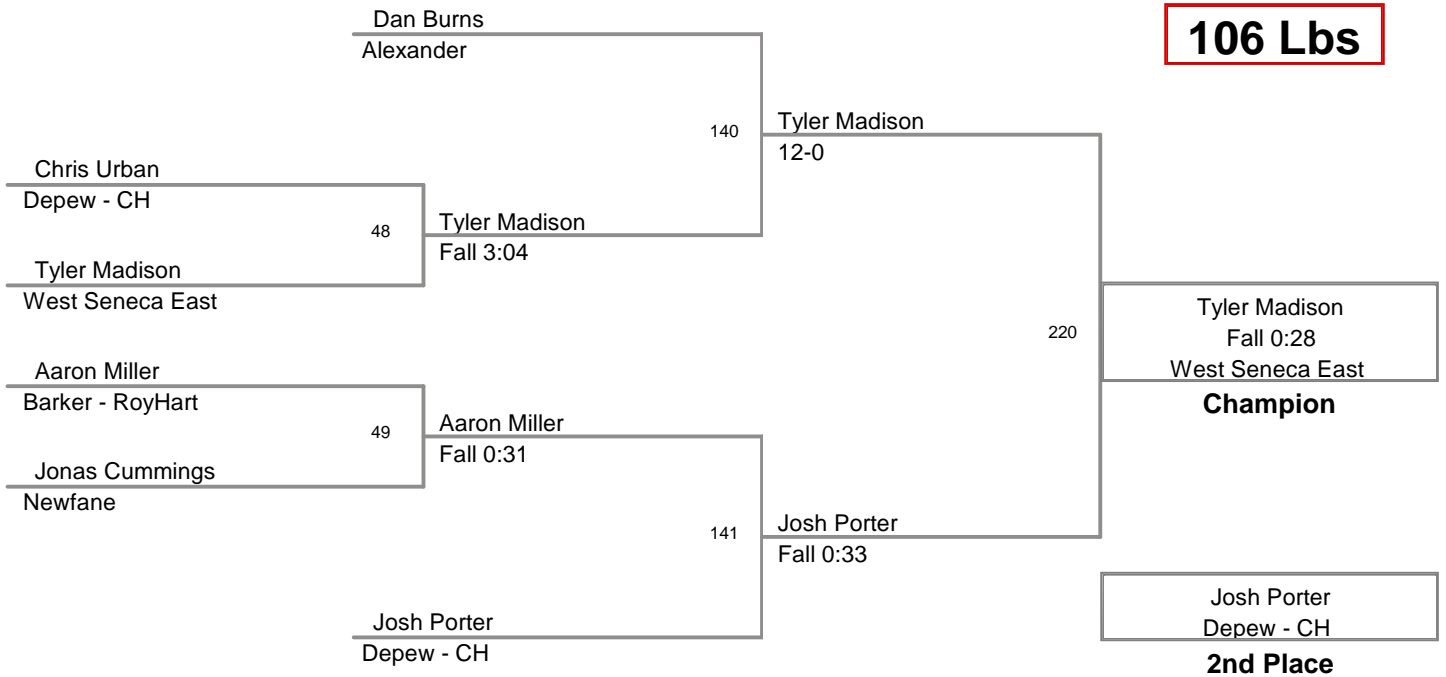 Dan Burns
Alexander
106 Lbs
140
Tyler Madison
12-0
Chris Urban
Depew - CH
48
Tyler Madison
Fall 3:04
Tyler Madison
West Seneca East
220
Tyler Madison
Fall 0:28
West Seneca East
Champion
Aaron Miller
Barker - RoyHart
49
Aaron Miller
Fall 0:31
Jonas Cummings
Newfane
141
Josh Porter
Fall 0:33
Josh Porter
Depew - CH
Josh Porter
Depew - CH
2nd Place